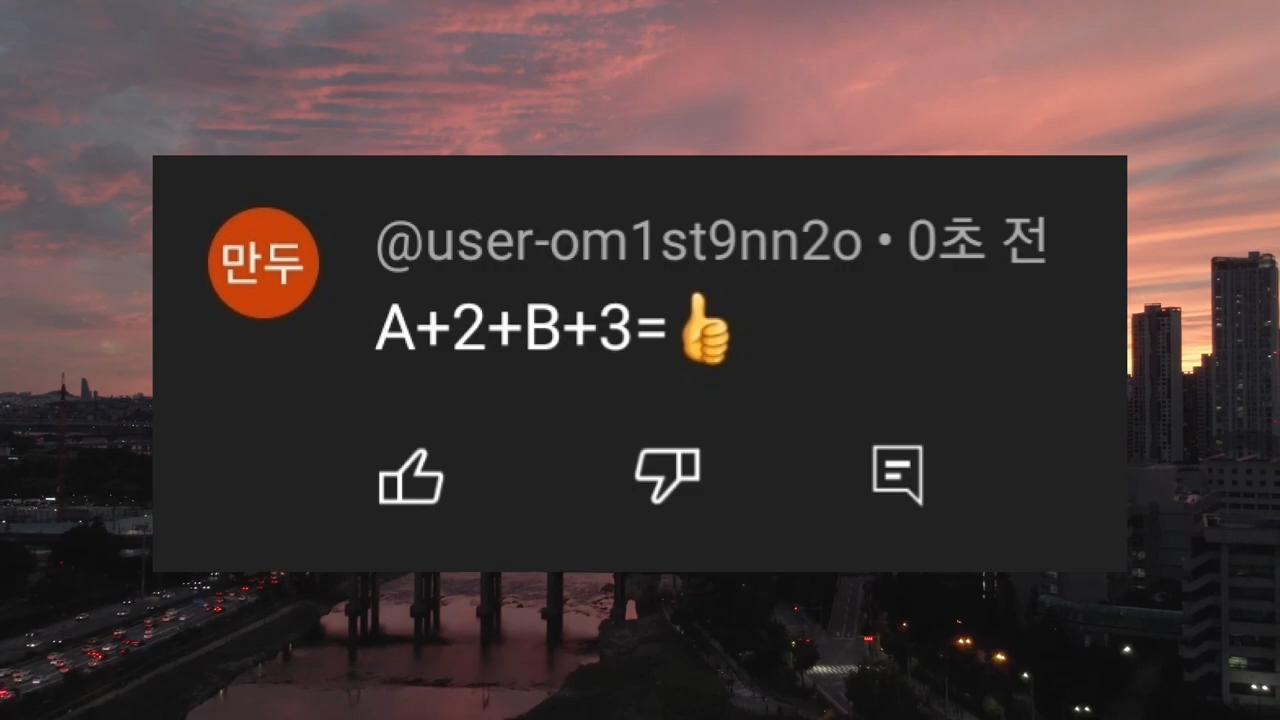 만두
@user-om1st9nn2o • 0초 전
A+2+B+3=👍